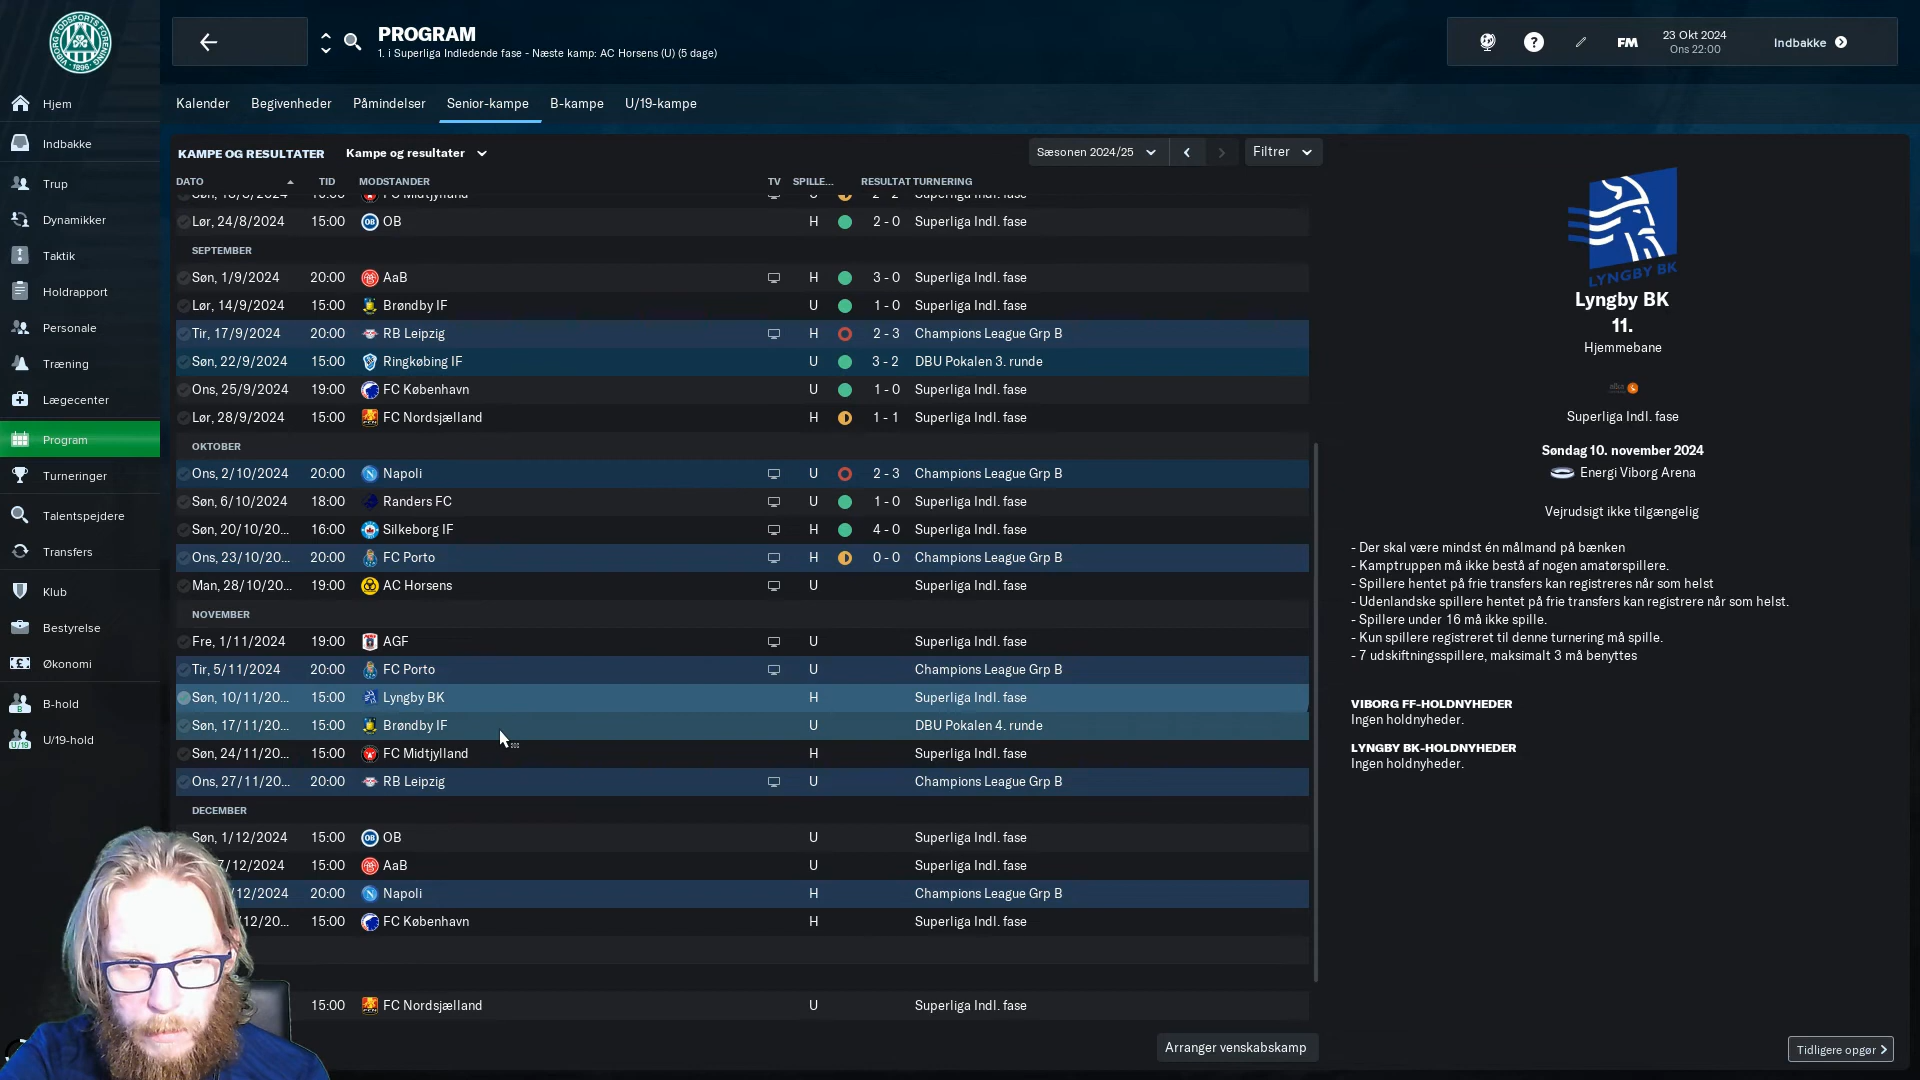 PROGRAM
1. i Superliga Indledende fase - Næste kamp: AC Horsens (U) (5 dage)
FM
23 Okt 2024
Ons 22:00
Indbakke
Hjem
Indbakke
Trup
Dynamikker
Taktik
Holdrapport
Personale
Træning
Lægecenter
Program
Turneringer
Talentspejdere
Transfers
Klub
Bestyrelse
Økonomi
B-hold
U/19-hold
Kalender Begivenheder Påmindelser Senior-kampe B-kampe U/19-kampe
KAMPE OG RESULTATER Kampe og resultater Sæsonen 2024/25 Filtrer
DATO TID MODSTANDER TV SPILLE... RESULTAT TURNERING
Lør, 24/8/2024 15:00 OB H 2 - 0 Superliga Indl. fase
SEPTEMBER
Søn, 1/9/2024 20:00 AaB H 3 - 0 Superliga Indl. fase
Lør, 14/9/2024 15:00 Brøndby IF U 1 - 0 Superliga Indl. fase
Tir, 17/9/2024 20:00 RB Leipzig H 2 - 3 Champions League Grp B
Søn, 22/9/2024 15:00 Ringkøbing IF U 3 - 2 DBU Pokalen 3. runde
Ons, 25/9/2024 19:00 FC København U 1 - 0 Superliga Indl. fase
Lør, 28/9/2024 15:00 FC Nordsjælland H 1 - 1 Superliga Indl. fase
OKTOBER
Ons, 2/10/2024 20:00 Napoli U 2 - 3 Champions League Grp B
Søn, 6/10/2024 18:00 Randers FC U 1 - 0 Superliga Indl. fase
Søn, 20/10/20... 16:00 Silkeborg IF H 4 - 0 Superliga Indl. fase
Ons, 23/10/20... 20:00 FC Porto H 0 - 0 Champions League Grp B
Man, 28/10/20... 19:00 AC Horsens U Superliga Indl. fase
NOVEMBER
Fre, 1/11/2024 19:00 AGF U Superliga Indl. fase
Tir, 5/11/2024 20:00 FC Porto U Champions League Grp B
Søn, 10/11/20... 15:00 Lyngby BK H Superliga Indl. fase
Søn, 17/11/20... 15:00 Brøndby IF U DBU Pokalen 4. runde
Søn, 24/11/20... 15:00 FC Midtjylland H Superliga Indl. fase
Ons, 27/11/20... 20:00 RB Leipzig U Champions League Grp B
DECEMBER
Søn, 1/12/2024 15:00 OB U Superliga Indl. fase
7/12/2024 15:00 AaB U Superliga Indl. fase
/12/2024 20:00 Napoli H Champions League Grp B
/12/20... 15:00 FC København H Superliga Indl. fase
15:00 FC Nordsjælland U Superliga Indl. fase
Arranger venskabskamp
LYNGBY BK
Lyngby BK
11.
Hjemmebane
Superliga Indl. fase
Søndag 10. november 2024
Energi Viborg Arena
Vejrudsigt ikke tilgængelig
- Der skal være mindst én målmand på bænken
- Kamptruppen må ikke bestå af nogen amatørspillere.
- Spillere hentet på frie transfers kan registreres når som helst
- Udenlandske spillere hentet på frie transfers kan registrere når som helst.
- Spillere under 16 må ikke spille.
- Kun spillere registreret til denne turnering må spille.
- 7 udskiftningsspillere, maksimalt 3 må benyttes
VIBORG FF-HOLDNYHEDER
Ingen holdnyheder.
LYNGBY BK-HOLDNYHEDER
Ingen holdnyheder.
Tidligere opgør